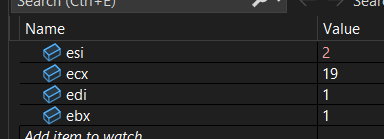 Search (Ctrl+E)
Name Value
esi 2
ecx 19
edi 1
ebx 1
Add item to watch